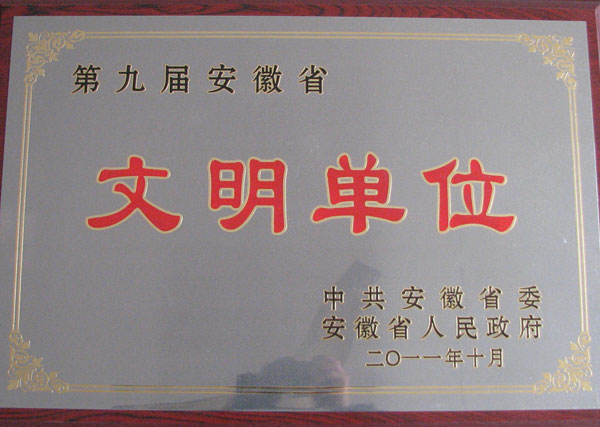 第九届安徽省
文明单位
中共安徽省委
安徽省人民政府
二〇一一年十月